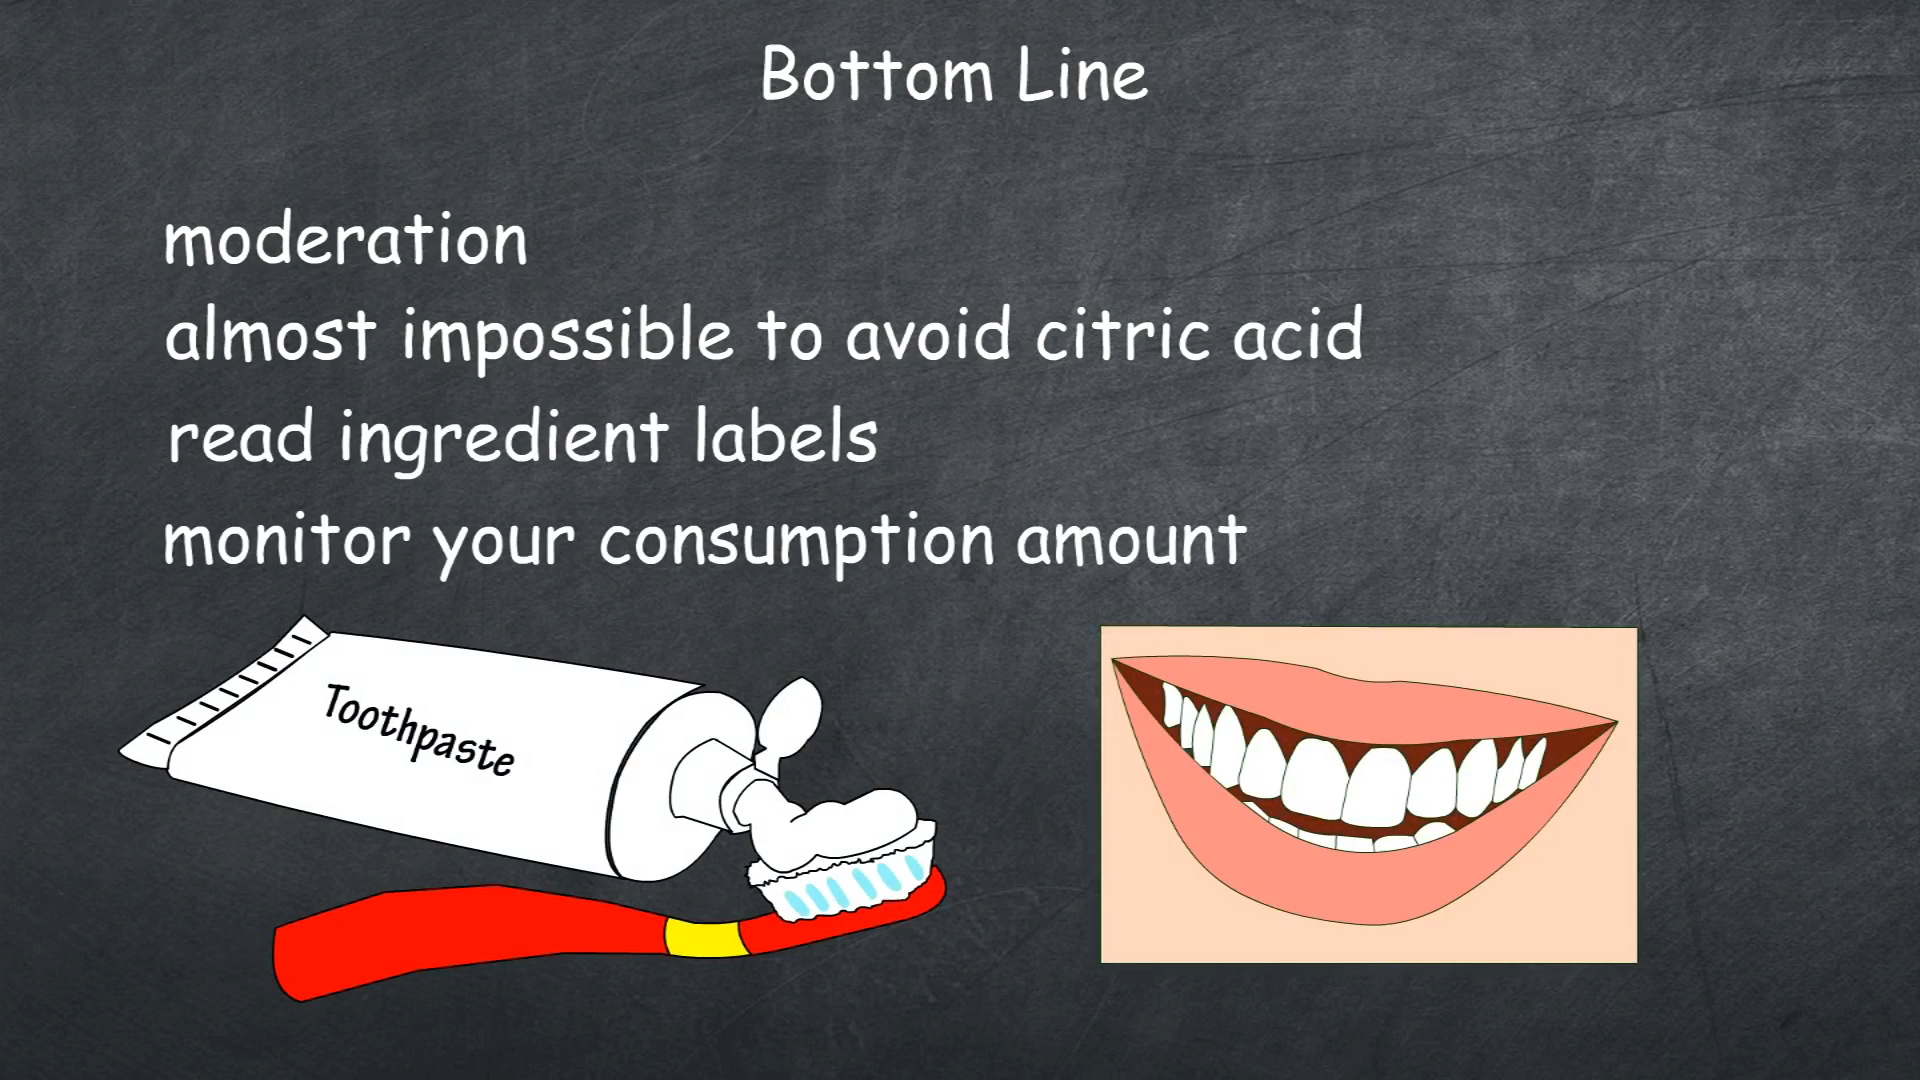 Bottom Line
moderation
almost impossible to avoid citric acid
read ingredient labels
monitor your consumption amount
Toothpaste